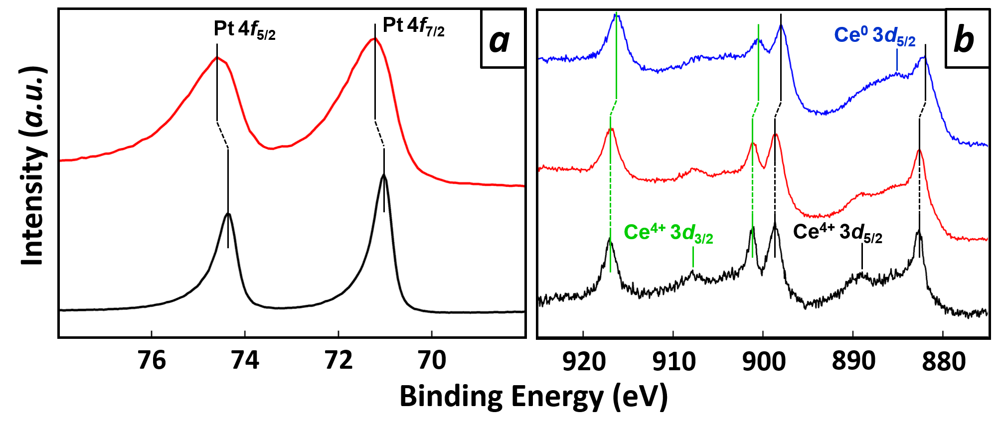 Intensity (a.u.)
Pt 4f5/2
Pt 4f7/2
a
Ce0 3d5/2
b
Ce4+ 3d3/2
Ce4+ 3d5/2
76 74 72 70
920 910 900 890 880
Binding Energy (eV)